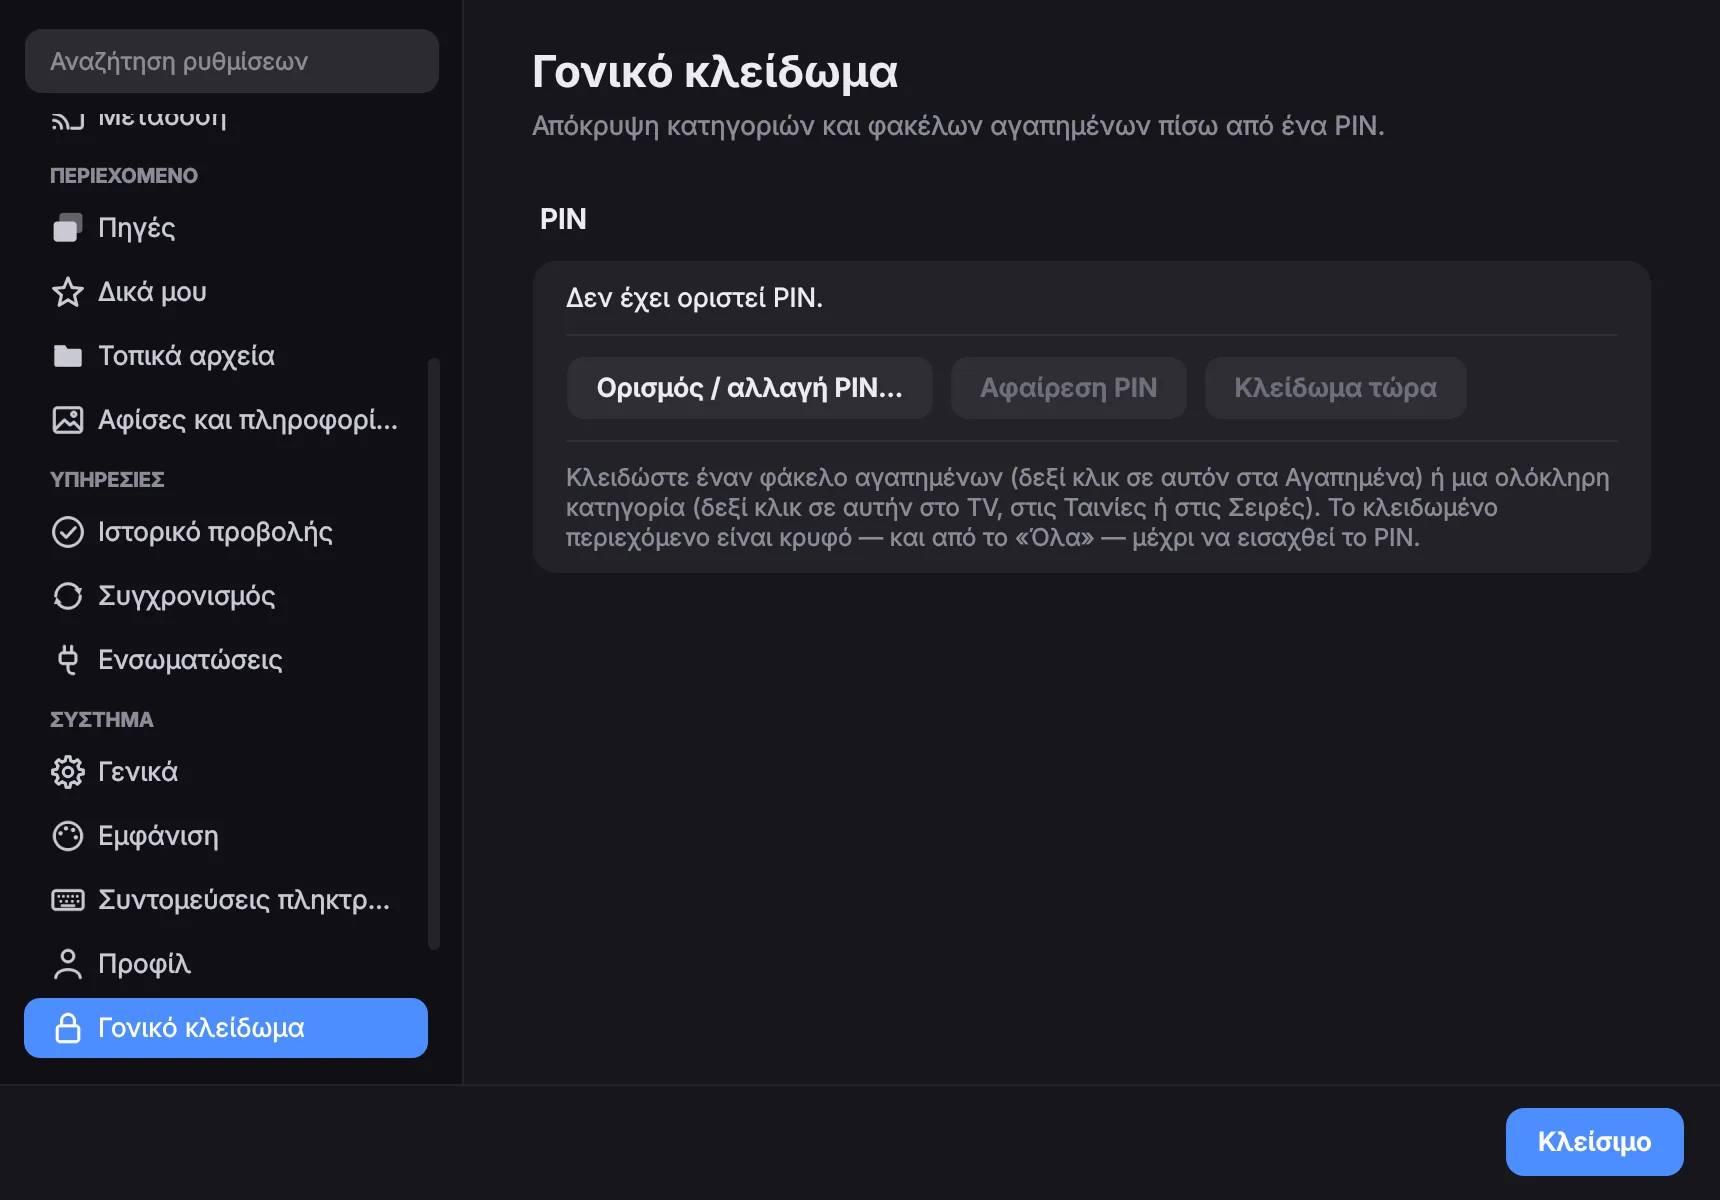 Αναζήτηση ρυθμίσεων
Μετάδοση
ΠΕΡΙΕΧΟΜΕΝΟ
Πηγές
Δικά μου
Τοπικά αρχεία
Αφίσες και πληροφορί...
ΥΠΗΡΕΣΙΕΣ
Ιστορικό προβολής
Συγχρονισμός
Ενσωματώσεις
ΣΥΣΤΗΜΑ
Γενικά
Εμφάνιση
Συντομεύσεις πληκτρ...
Προφίλ
Γονικό κλείδωμα
Γονικό κλείδωμα
Απόκρυψη κατηγοριών και φακέλων αγαπημένων πίσω από ένα PIN.
PIN
Δεν έχει οριστεί PIN.
Ορισμός / αλλαγή PIN...
Αφαίρεση PIN
Κλείδωμα τώρα
Κλειδώστε έναν φάκελο αγαπημένων (δεξί κλικ σε αυτόν στα Αγαπημένα) ή μια ολόκληρη
κατηγορία (δεξί κλικ σε αυτήν στο TV, στις Ταινίες ή στις Σειρές). Το κλειδωμένο
περιεχόμενο είναι κρυφό — και από το «Όλα» — μέχρι να εισαχθεί το PIN.
Κλείσιμο